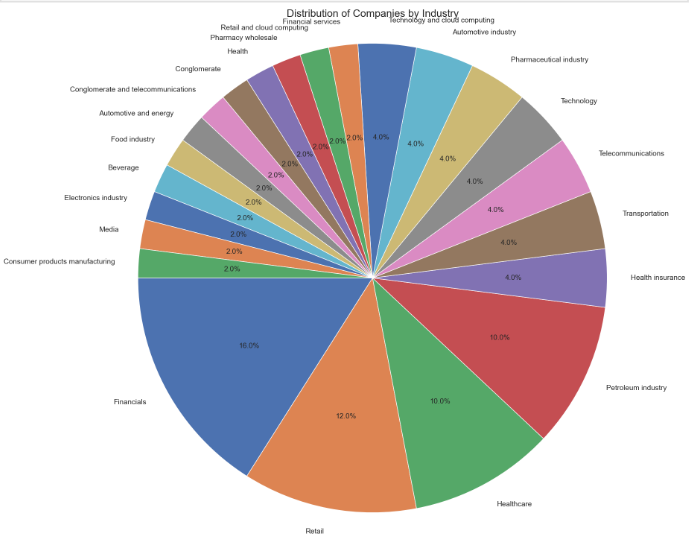 Distribution of Companies by Industry
Financial services
Technology and cloud computing
Retail and cloud computing
Automotive industry
Pharmacy wholesale
Health
Pharmaceutical industry
Conglomerate
Conglomerate and telecommunications
Technology
Automotive and energy
Food industry
Telecommunications
Beverage
Electronics industry
Transportation
Media
Consumer products manufacturing
Health insurance
Petroleum industry
Financials
Healthcare
Retail
2.0%
2.0%
2.0%
2.0%
2.0%
2.0%
2.0%
2.0%
2.0%
2.0%
2.0%
2.0%
4.0%
4.0%
4.0%
4.0%
4.0%
4.0%
4.0%
10.0%
10.0%
12.0%
16.0%